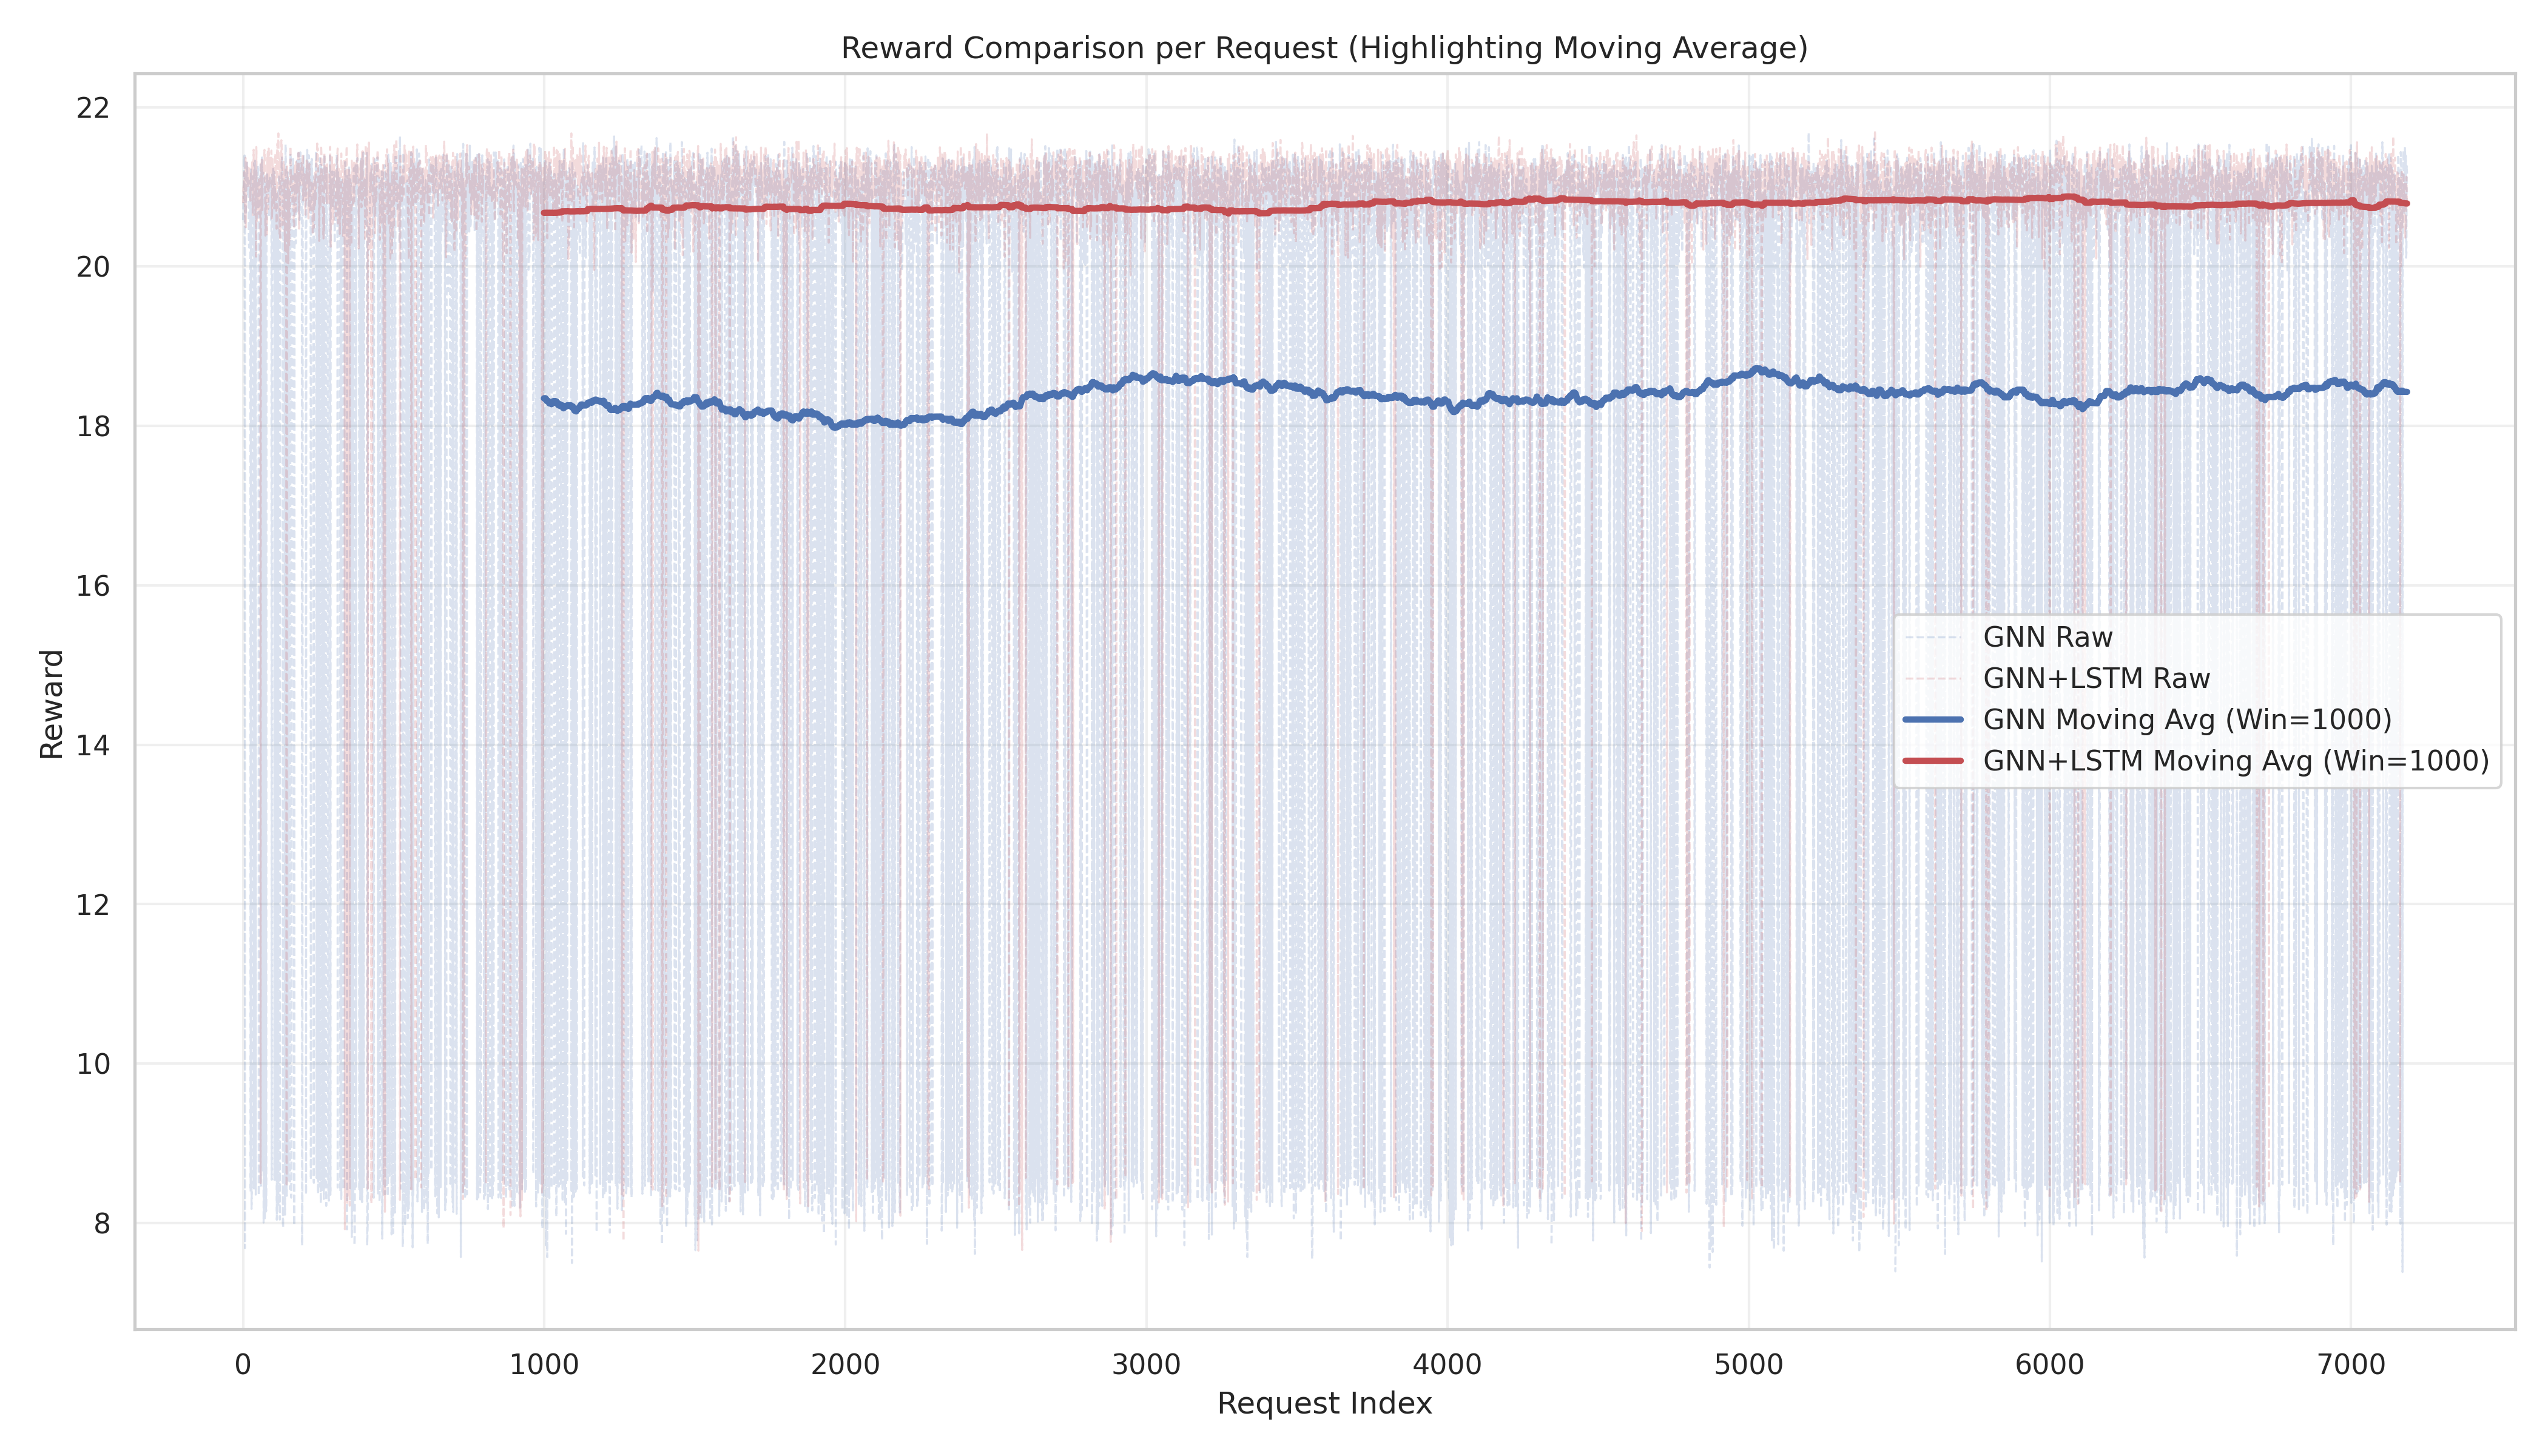 Reward Comparison per Request (Highlighting Moving Average)
22
20
18
16
14
12
10
8
Reward
GNN Raw
GNN+LSTM Raw
GNN Moving Avg (Win=1000)
GNN+LSTM Moving Avg (Win=1000)
0 1000 2000 3000 4000 5000 6000 7000
Request Index